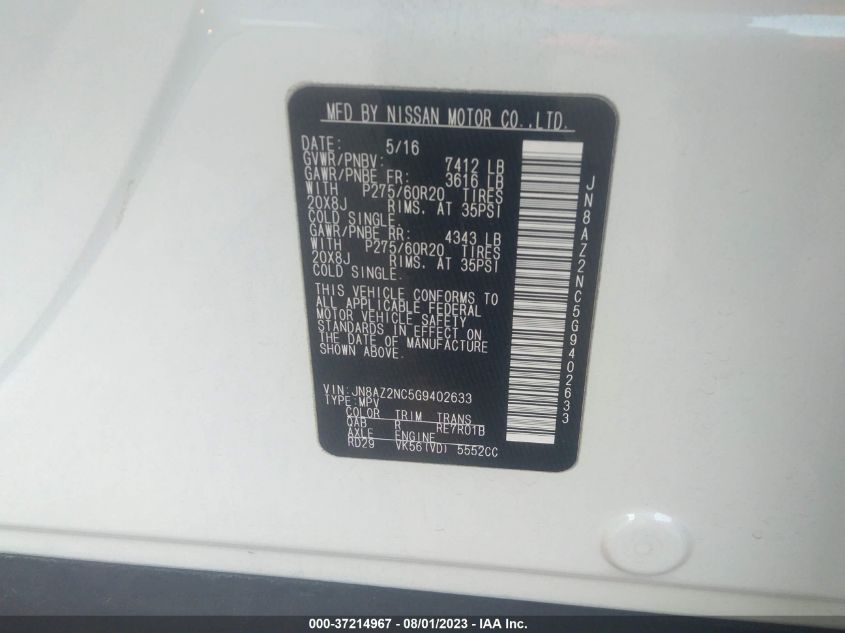 MFD BY NISSAN MOTOR CO.,LTD.
DATE: 5/16
GVWR/PNBV: 7412 LB
GAWR/PNBE FR: 3616 LB
WITH P275/60R20 TIRES
20X8J RIMS, AT 35PSI
COLD SINGLE.
GAWR/PNBE RR: 4343 LB
WITH P275/60R20 TIRES
20X8J RIMS, AT 35PSI
COLD SINGLE.
THIS VEHICLE CONFORMS TO
ALL APPLICABLE FEDERAL
MOTOR VEHICLE SAFETY
STANDARDS IN EFFECT ON
THE DATE OF MANUFACTURE
SHOWN ABOVE.
VIN: JN8AZ2NC5G9402633
TYPE: MPV
COLOR TRIM TRANS
QAB R RE7R01B
AXLE ENGINE
RD29 VK56(VD) 5552CC
JN8AZ2NC5G9402633
000-37214967 - 08/01/2023 - IAA Inc.